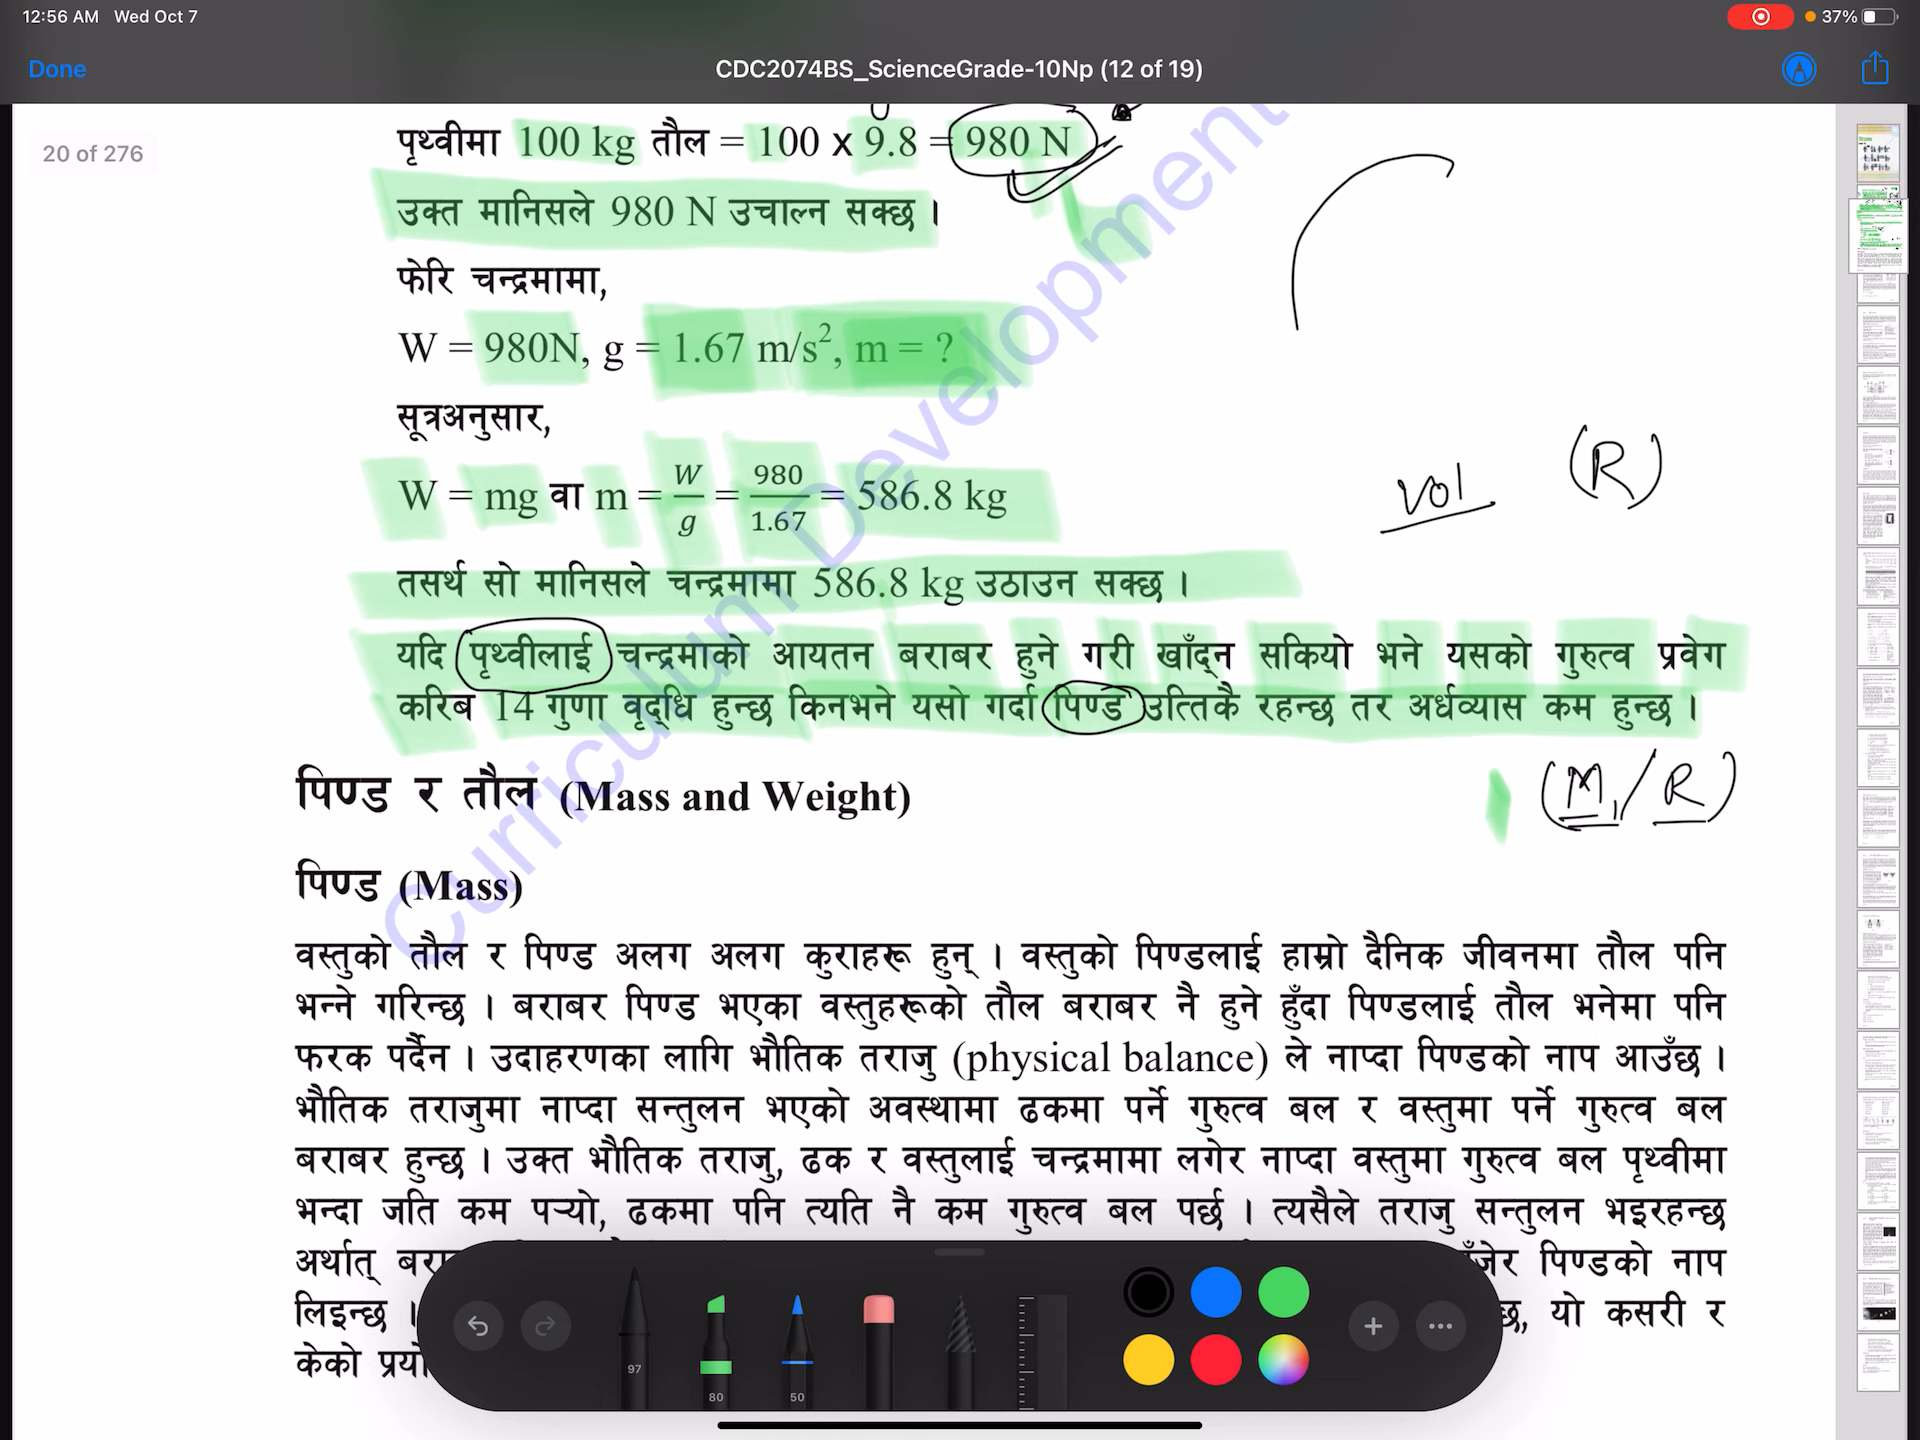 12:56 AM Wed Oct 7
37%
Done
CDC2074BS_ScienceGrade-10Np (12 of 19)
20 of 276
पृथ्वीमा 100 kg तौल = 100 x 9.8 = 980 N
उक्त मानिसले 980 N उचाल्न सक्छ ।
फेरि चन्द्रमामा,
W = 980N, g = 1.67 m/s², m = ?
सूत्रअनुसार,
W = mg वा m = W/g = 980/1.67 = 586.8 kg
vol (R)
तसर्थ सो मानिसले चन्द्रमामा 586.8 kg उठाउन सक्छ ।
यदि पृथ्वीलाई चन्द्रमाको आयतन बराबर हुने गरी खाँद्न सकियो भने यसको गुरुत्व प्रवेग
करिब 14 गुणा वृद्धि हुन्छ किनभने यसो गर्दा पिण्ड उत्तिकै रहन्छ तर अर्धव्यास कम हुन्छ ।
(M/R)
पिण्ड र तौल (Mass and Weight)
पिण्ड (Mass)
वस्तुको तौल र पिण्ड अलग अलग कुराहरू हुन् । वस्तुको पिण्डलाई हाम्रो दैनिक जीवनमा तौल पनि
भन्ने गरिन्छ । बराबर पिण्ड भएका वस्तुहरूको तौल बराबर नै हुने हुँदा पिण्डलाई तौल भनेमा पनि
फरक पर्दैन । उदाहरणका लागि भौतिक तराजु (physical balance) ले नाप्दा पिण्डको नाप आउँछ ।
भौतिक तराजुमा नाप्दा सन्तुलन भएको अवस्थामा ढकमा पर्ने गुरुत्व बल र वस्तुमा पर्ने गुरुत्व बल
बराबर हुन्छ । उक्त भौतिक तराजु, ढक र वस्तुलाई चन्द्रमामा लगेर नाप्दा वस्तुमा गुरुत्व बल पृथ्वीमा
भन्दा जति कम पऱ्यो, ढकमा पनि त्यति नै कम गुरुत्व बल पर्छ । त्यसैले तराजु सन्तुलन भइरहन्छ
अर्थात् पिण्डको नाप
लिइन्छ । यो कसरी र
केको
Curriculum Development
97
80
50